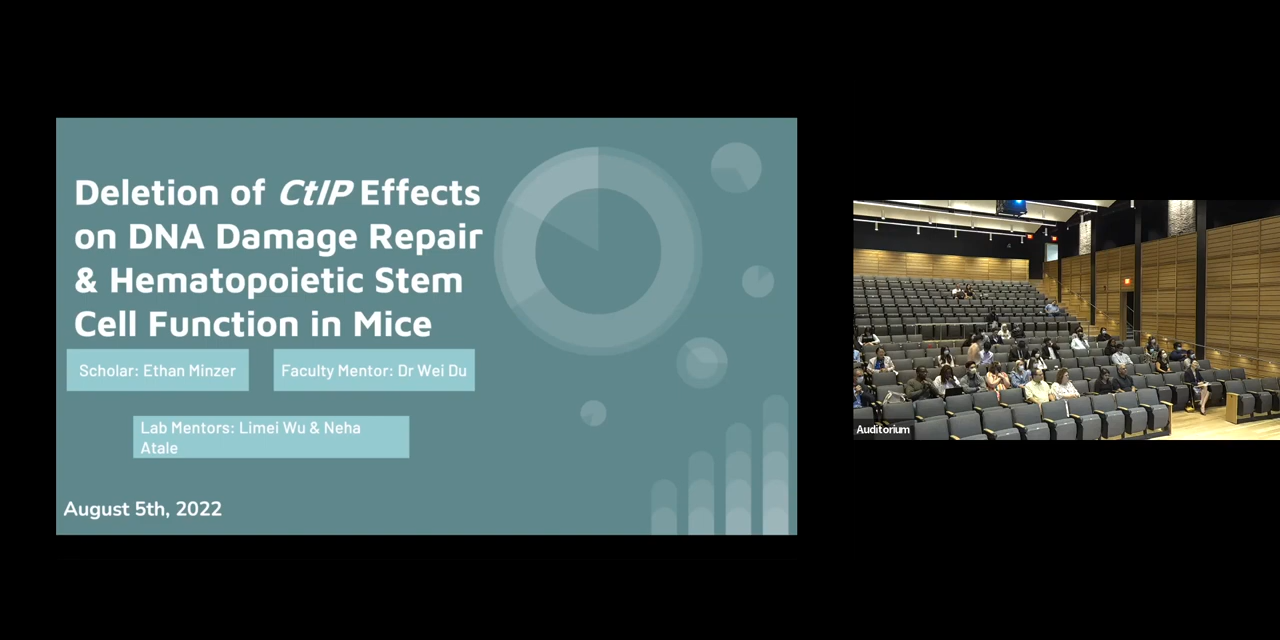 Deletion of CtIP Effects
on DNA Damage Repair
& Hematopoietic Stem
Cell Function in Mice
Scholar: Ethan Minzer
Faculty Mentor: Dr Wei Du
Lab Mentors: Limei Wu & Neha
Atale
August 5th, 2022
Auditorium